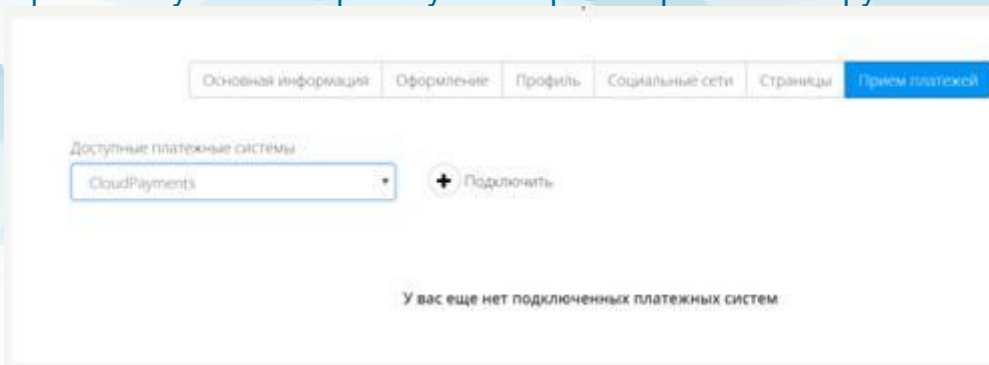 Основная информация Оформление Профиль Социальные сети Страницы Прием платежей
Доступные платежные системы
CloudPayments
Подключить
У вас еще нет подключенных платежных систем